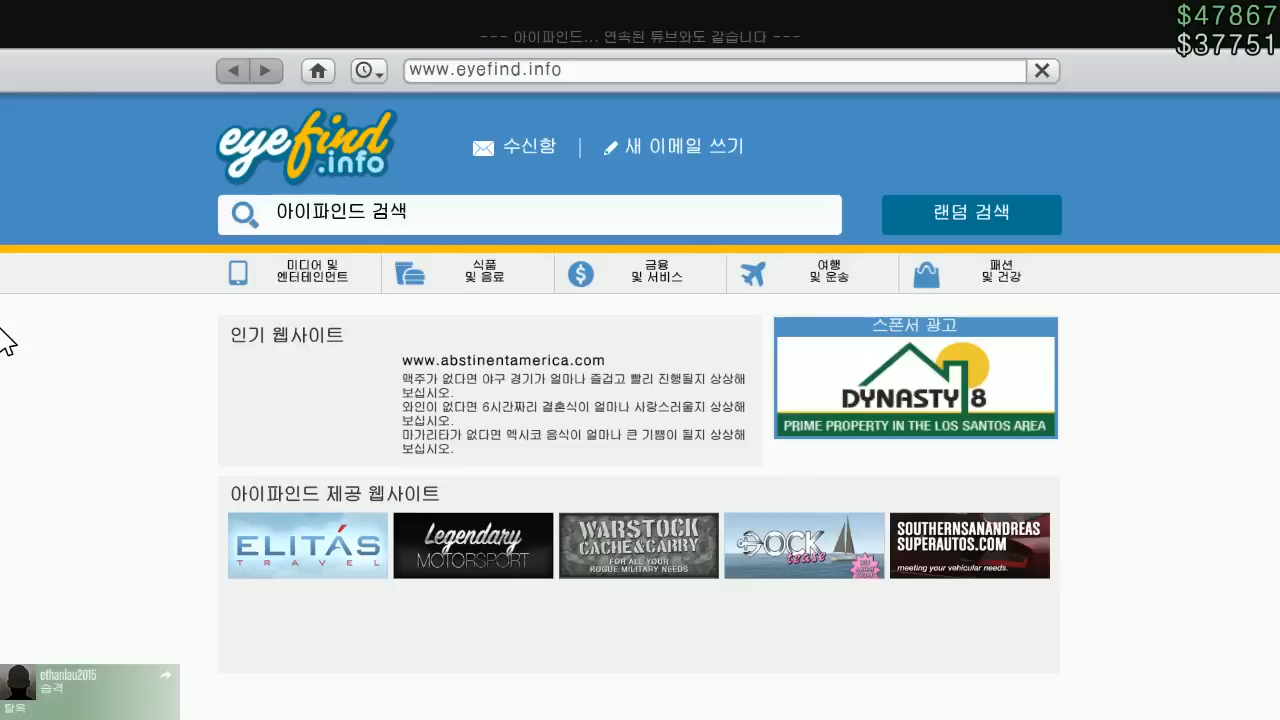 $47867
--- 아이파인드... 연속된 튜브와도 같습니다 ---
$37751
www.eyefind.info
eyefind.info
수신함
새 이메일 쓰기
아이파인드 검색
랜덤 검색
미디어 및
엔터테인먼트
식품
및 음료
금융
및 서비스
여행
및 운송
패션
및 건강
인기 웹사이트
www.abstinentamerica.com
맥주가 없다면 야구 경기가 얼마나 즐겁고 빨리 진행될지 상상해
보십시오.
와인이 없다면 6시간짜리 결혼식이 얼마나 사랑스러울지 상상해
보십시오.
마가리타가 없다면 멕시코 음식이 얼마나 큰 기쁨이 될지 상상해
보십시오.
스폰서 광고
DYNASTY 8
PRIME PROPERTY IN THE LOS SANTOS AREA
아이파인드 제공 웹사이트
ELITÁS
TRAVEL
Legendary
MOTORSPORT
WARSTOCK
CACHE&CARRY
FOR ALL YOUR
ROGUE MILITARY NEEDS
DOCK
tease
SOUTHERNSANANDREAS
SUPERAUTOS.COM
meeting your vehicular needs.
ethanlau2015
습격
탈옥